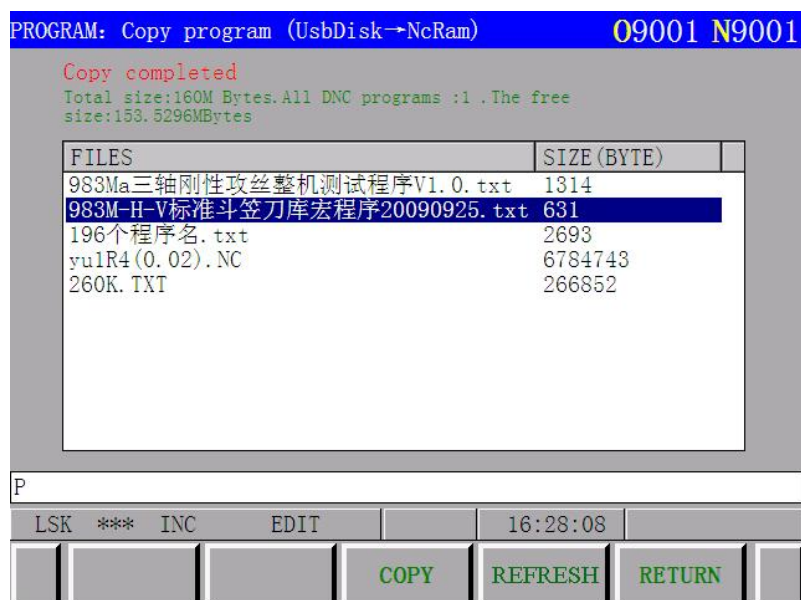 PROGRAM: Copy program (UsbDisk→NcRam) O9001 N9001
Copy completed
Total size:160M Bytes.All DNC programs :1 .The free
size:153.5296MBytes
FILES SIZE(BYTE)
983Ma三轴刚性攻丝整机测试程序V1.0.txt 1314
983M-H-V标准斗笠刀库宏程序20090925.txt 631
196个程序名.txt 2693
yulR4(0.02).NC 6784743
260K.TXT 266852
P
LSK *** INC EDIT 16:28:08
COPY REFRESH RETURN